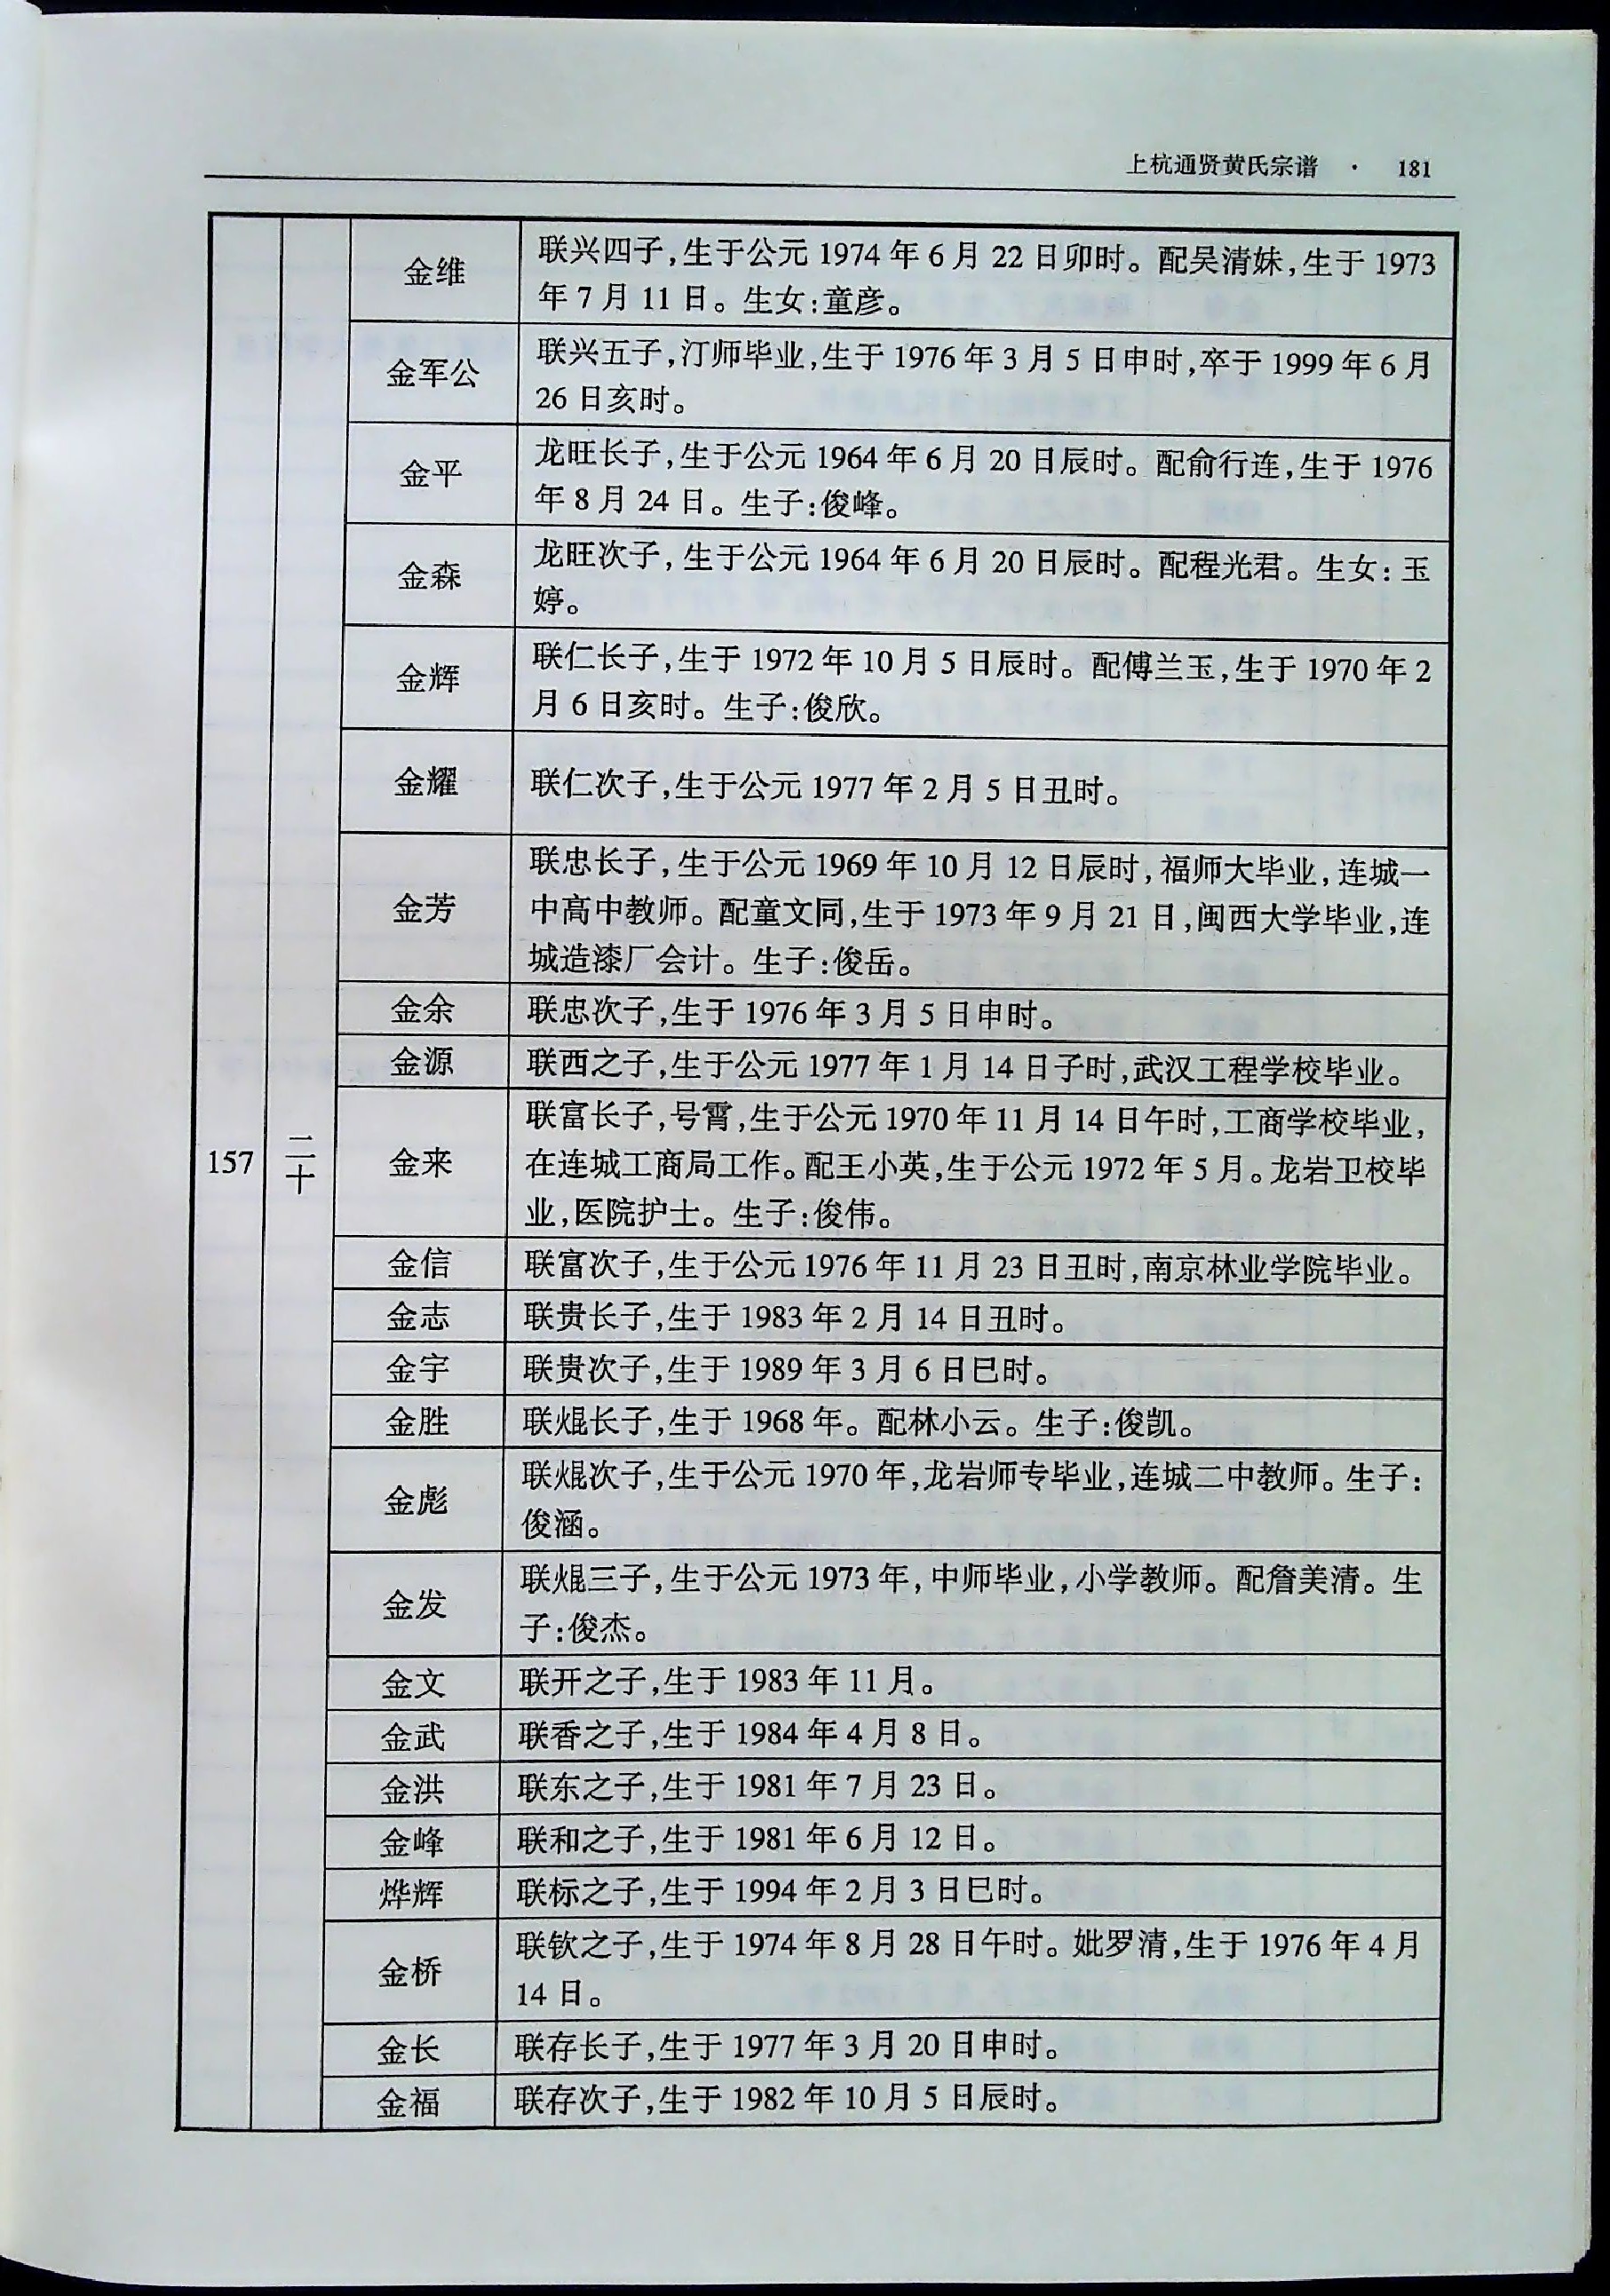 上杭通贤黄氏宗谱 · 181
157
二十
金维
联兴四子,生于公元 1974 年 6 月 22 日卯时。配吴清妹,生于 1973
年 7 月 11 日。生女:童彦。
金军公
联兴五子,汀师毕业,生于 1976 年 3 月 5 日申时,卒于 1999 年 6 月
26 日亥时。
金平
龙旺长子,生于公元 1964 年 6 月 20 日辰时。配俞行连,生于 1976
年 8 月 24 日。生子:俊峰。
金森
龙旺次子,生于公元 1964 年 6 月 20 日辰时。配程光君。生女:玉
婷。
金辉
联仁长子,生于 1972 年 10 月 5 日辰时。配傅兰玉,生于 1970 年 2
月 6 日亥时。生子:俊欣。
金耀
联仁次子,生于公元 1977 年 2 月 5 日丑时。
金芳
联忠长子,生于公元 1969 年 10 月 12 日辰时,福师大毕业,连城一
中高中教师。配童文同,生于 1973 年 9 月 21 日,闽西大学毕业,连
城造漆厂会计。生子:俊岳。
金余
联忠次子,生于 1976 年 3 月 5 日申时。
金源
联西之子,生于公元 1977 年 1 月 14 日子时,武汉工程学校毕业。
金来
联富长子,号霄,生于公元 1970 年 11 月 14 日午时,工商学校毕业,
在连城工商局工作。配王小英,生于公元 1972 年 5 月。龙岩卫校毕
业,医院护士。生子:俊伟。
金信
联富次子,生于公元 1976 年 11 月 23 日丑时,南京林业学院毕业。
金志
联贵长子,生于 1983 年 2 月 14 日丑时。
金宇
联贵次子,生于 1989 年 3 月 6 日巳时。
金胜
联焜长子,生于 1968 年。配林小云。生子:俊凯。
金彪
联焜次子,生于公元 1970 年,龙岩师专毕业,连城二中教师。生子:
俊涵。
金发
联焜三子,生于公元 1973 年,中师毕业,小学教师。配詹美清。生
子:俊杰。
金文
联开之子,生于 1983 年 11 月。
金武
联香之子,生于 1984 年 4 月 8 日。
金洪
联东之子,生于 1981 年 7 月 23 日。
金峰
联和之子,生于 1981 年 6 月 12 日。
烨辉
联标之子,生于 1994 年 2 月 3 日巳时。
金桥
联钦之子,生于 1974 年 8 月 28 日午时。妣罗清,生于 1976 年 4 月
14 日。
金长
联存长子,生于 1977 年 3 月 20 日申时。
金福
联存次子,生于 1982 年 10 月 5 日辰时。